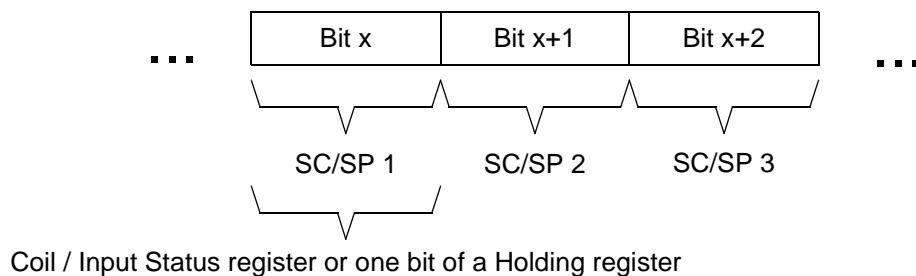 ... Bit x Bit x+1 Bit x+2 ...
SC/SP 1 SC/SP 2 SC/SP 3
Coil / Input Status register or one bit of a Holding register